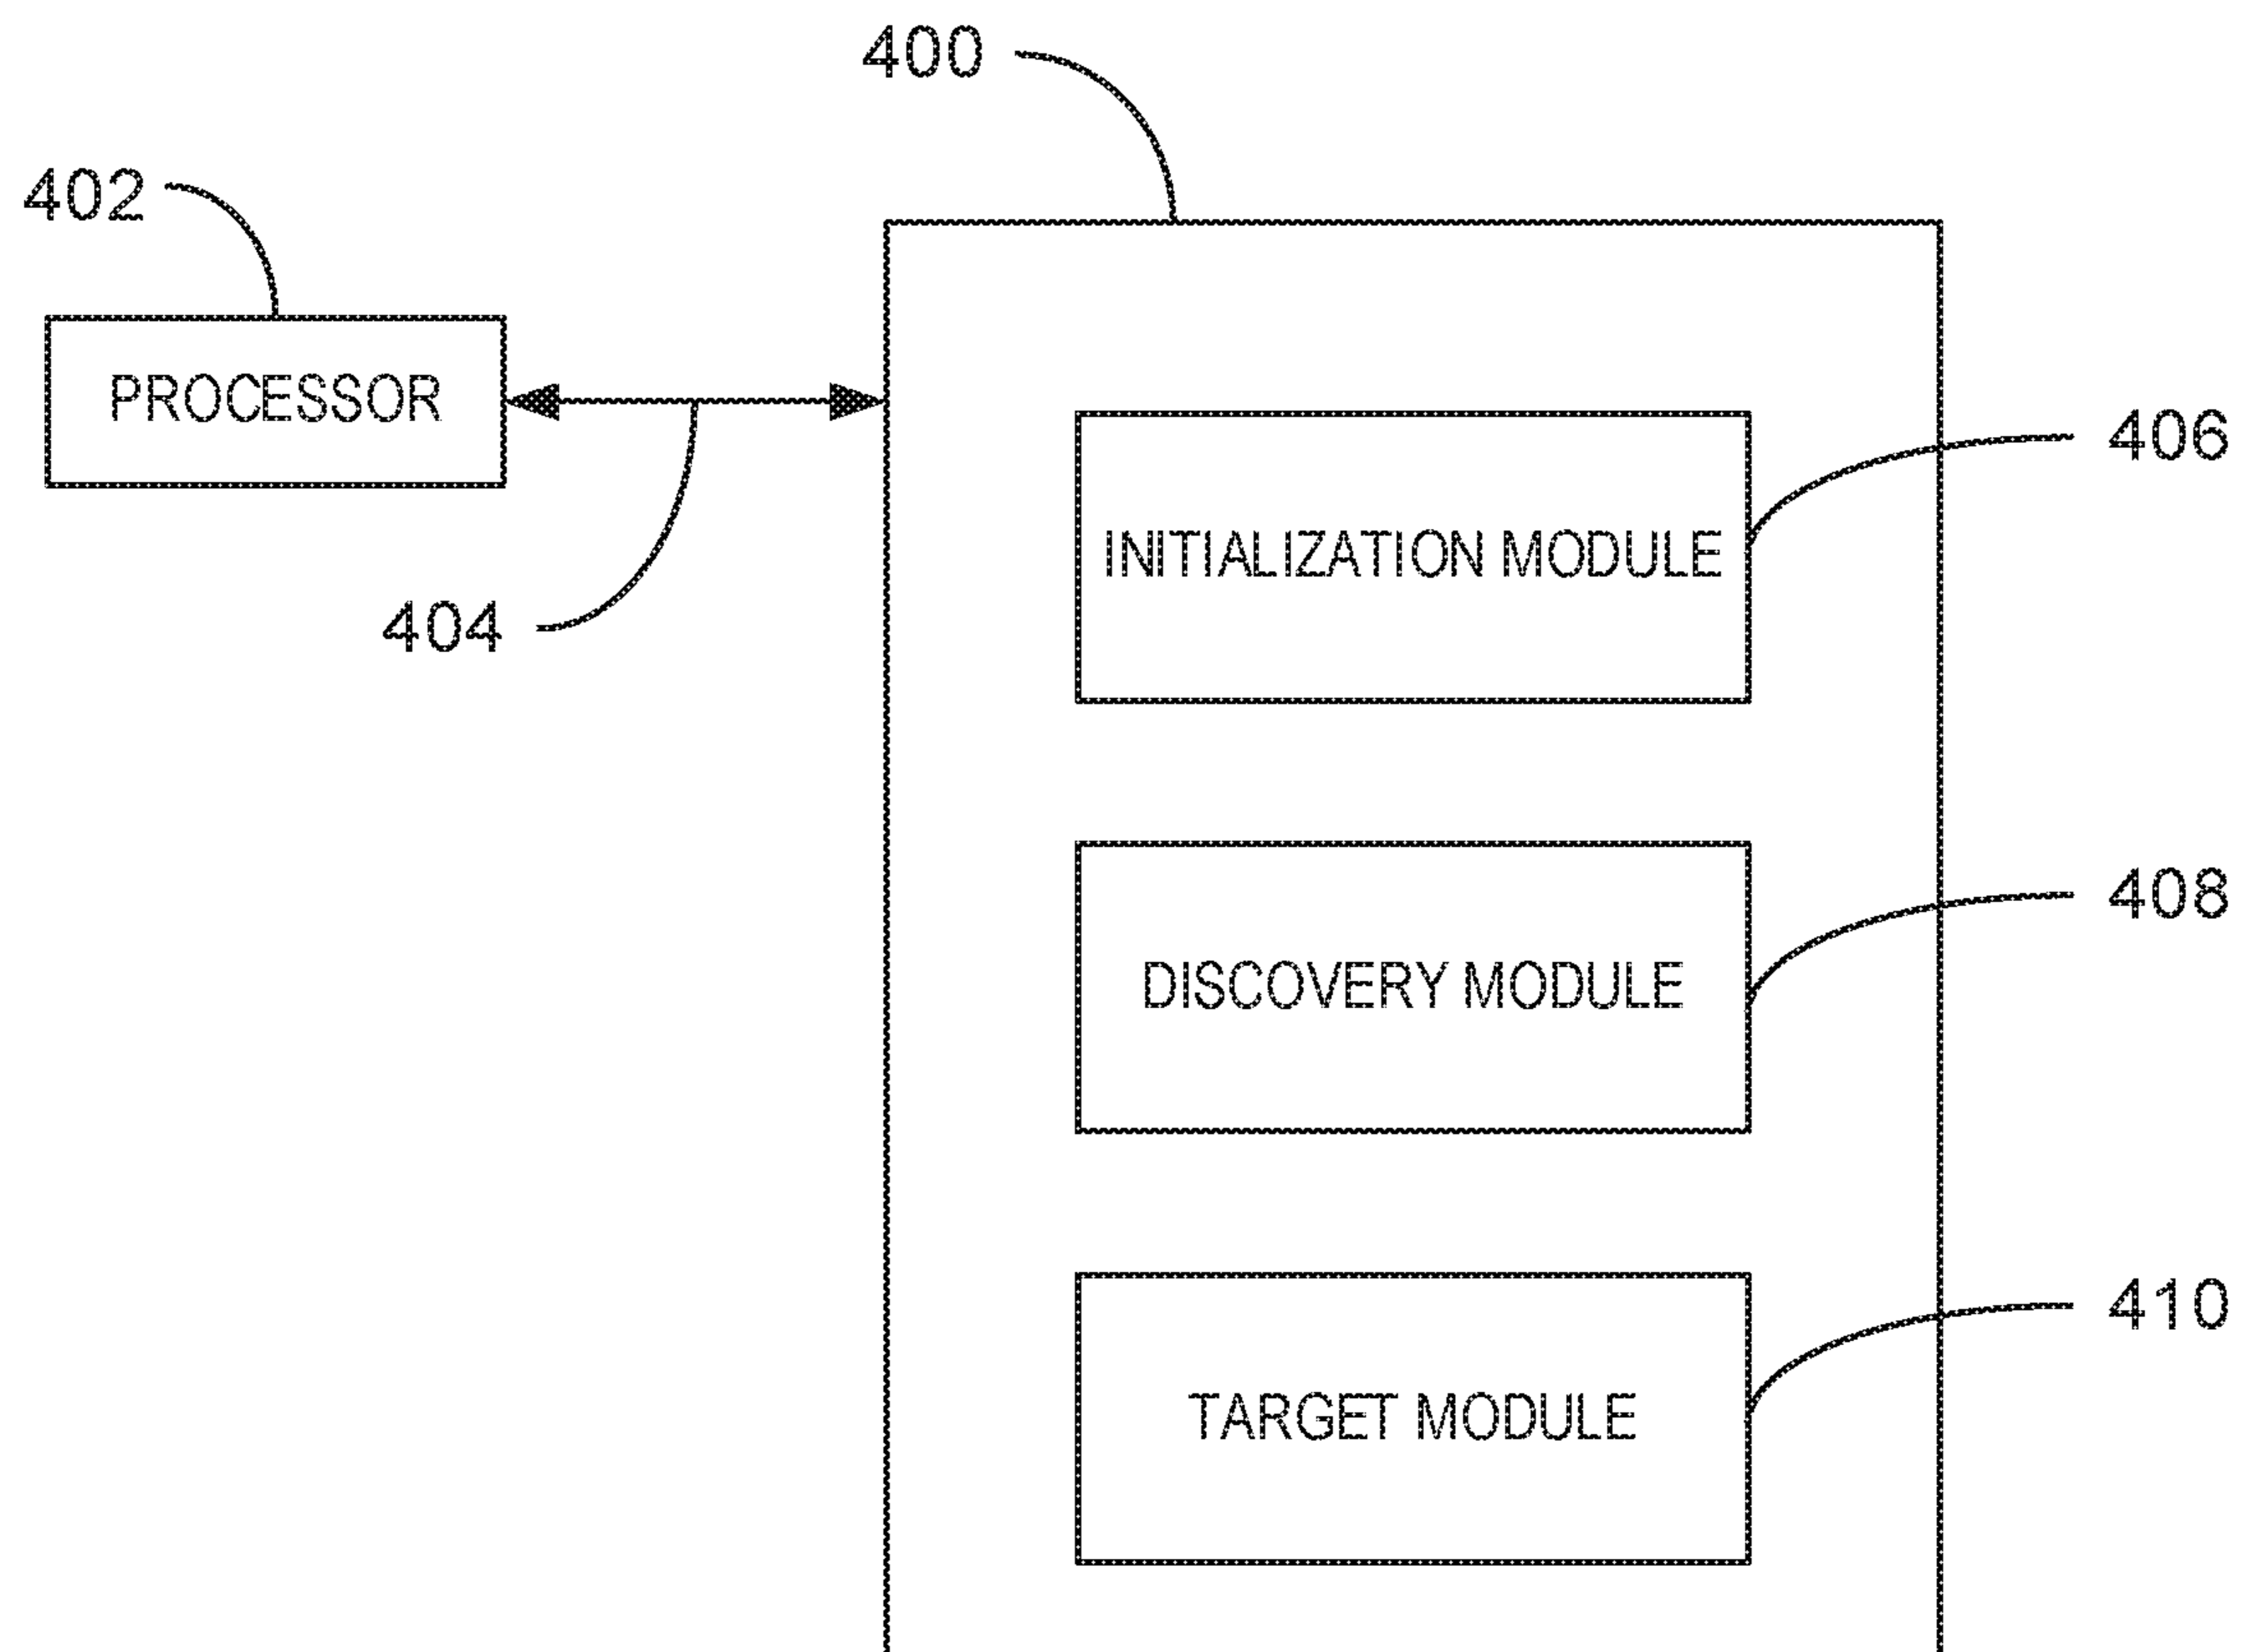 400
402
PROCESSOR
404
INITIALIZATION MODULE
406
DISCOVERY MODULE
408
TARGET MODULE
410